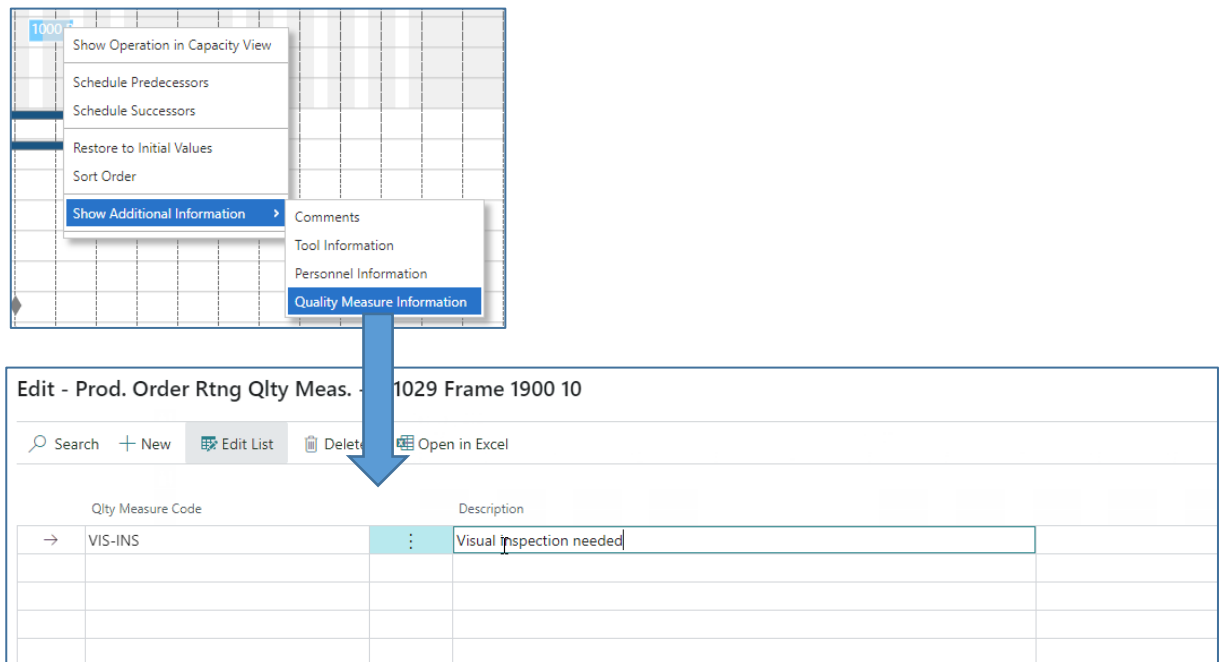 1000
Show Operation in Capacity View
Schedule Predecessors
Schedule Successors
Restore to Initial Values
Sort Order
Show Additional Information
Comments
Tool Information
Personnel Information
Quality Measure Information
Edit - Prod. Order Rtng Qlty Meas. - 1029 Frame 1900 10
Search New Edit List Delete Open in Excel
Qlty Measure Code Description
VIS-INS Visual inspection needed